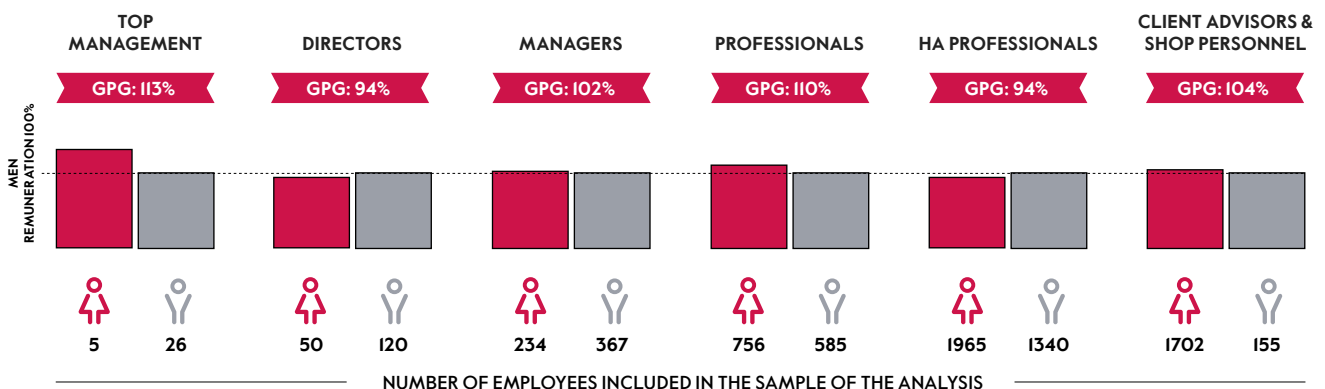 TOP
MANAGEMENT
DIRECTORS
MANAGERS
PROFESSIONALS
HA PROFESSIONALS
CLIENT ADVISORS &
SHOP PERSONNEL
GPG: 113%
GPG: 94%
GPG: 102%
GPG: 110%
GPG: 94%
GPG: 104%
MEN
REMUNERATION 100%
5
26
50
120
234
367
756
585
1965
1340
1702
155
NUMBER OF EMPLOYEES INCLUDED IN THE SAMPLE OF THE ANALYSIS